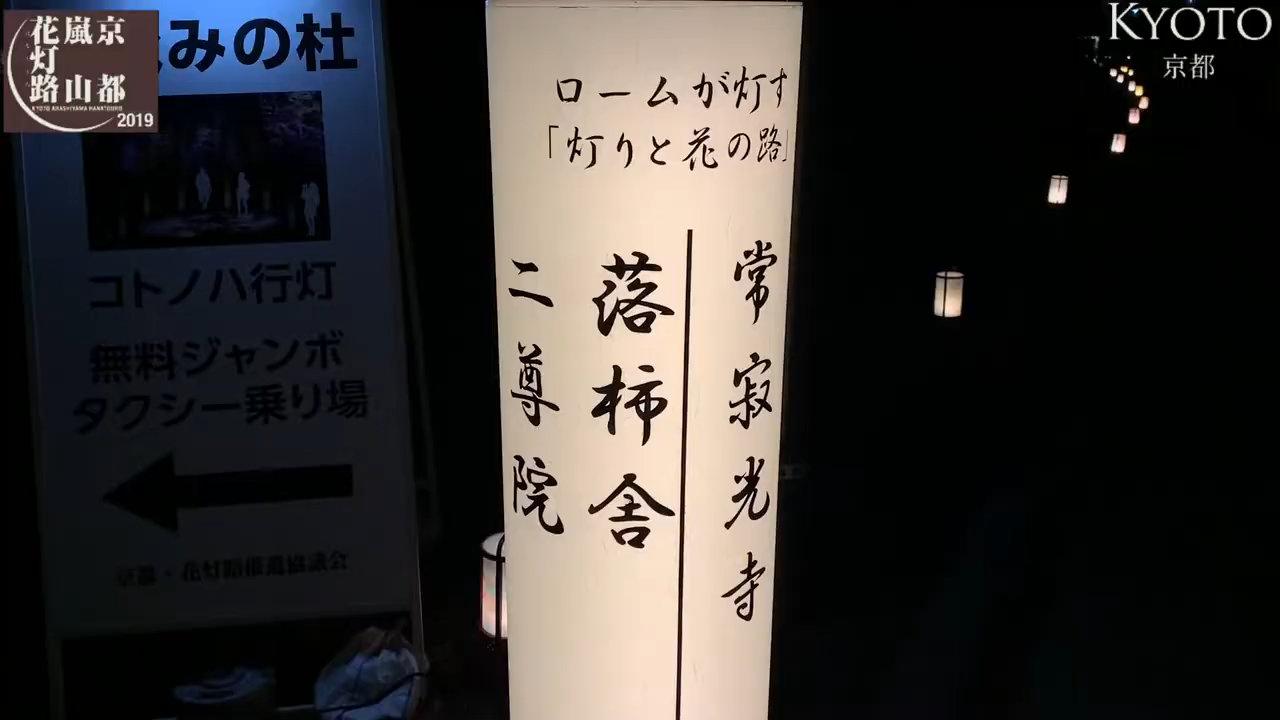 京都
嵐山
花灯路
KYOTO ARASHIYAMA HANATOURO
2019
KYOTO
京都
みの杜
コトノハ行灯
無料ジャンボ
タクシー乗り場
京都・花灯路推進協議会
ロームが灯す
「灯りと花の路」
常寂光寺
落柿舎
二尊院